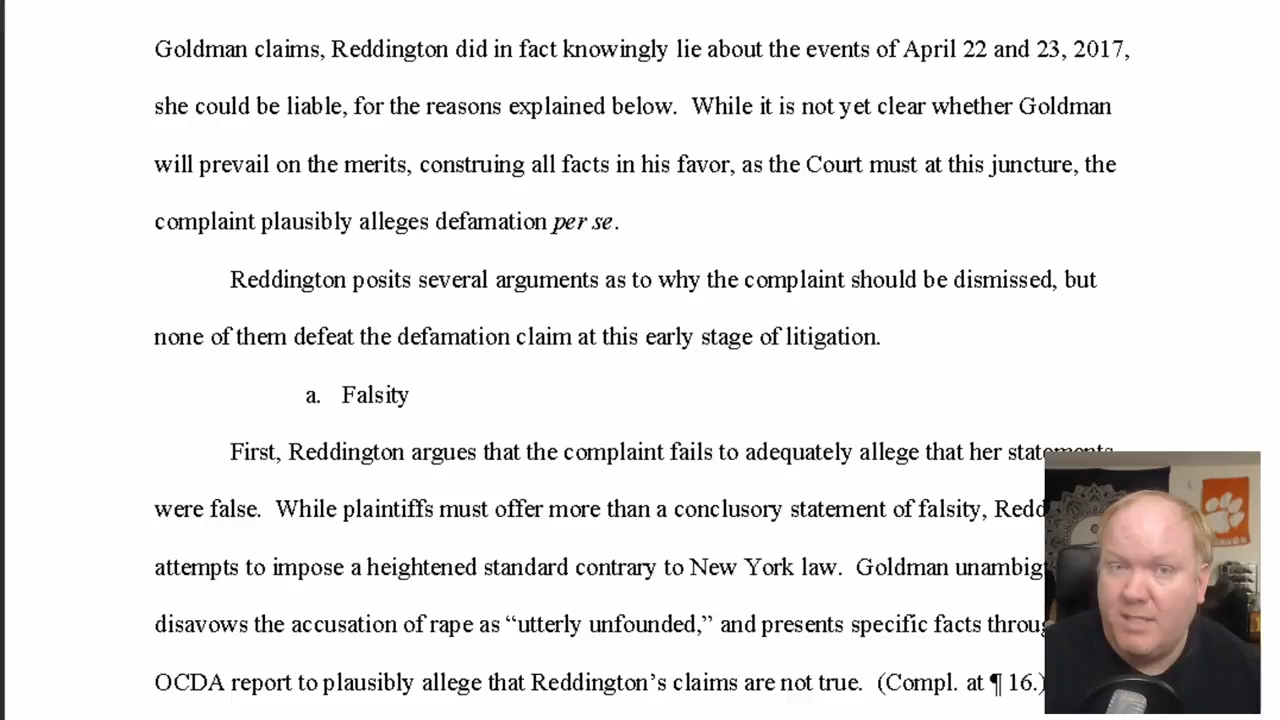 Goldman claims, Reddington did in fact knowingly lie about the events of April 22 and 23, 2017,
she could be liable, for the reasons explained below.  While it is not yet clear whether Goldman
will prevail on the merits, construing all facts in his favor, as the Court must at this juncture, the
complaint plausibly alleges defamation per se.
Reddington posits several arguments as to why the complaint should be dismissed, but
none of them defeat the defamation claim at this early stage of litigation.
a. Falsity
First, Reddington argues that the complaint fails to adequately allege that her statements
were false.  While plaintiffs must offer more than a conclusory statement of falsity,
attempts to impose a heightened standard contrary to New York law.  Goldman
disavows the accusation of rape as “utterly unfounded,” and presents specific facts
OCDA report to plausibly allege that Reddington’s claims are not true.  (Compl. at ¶ 16.)